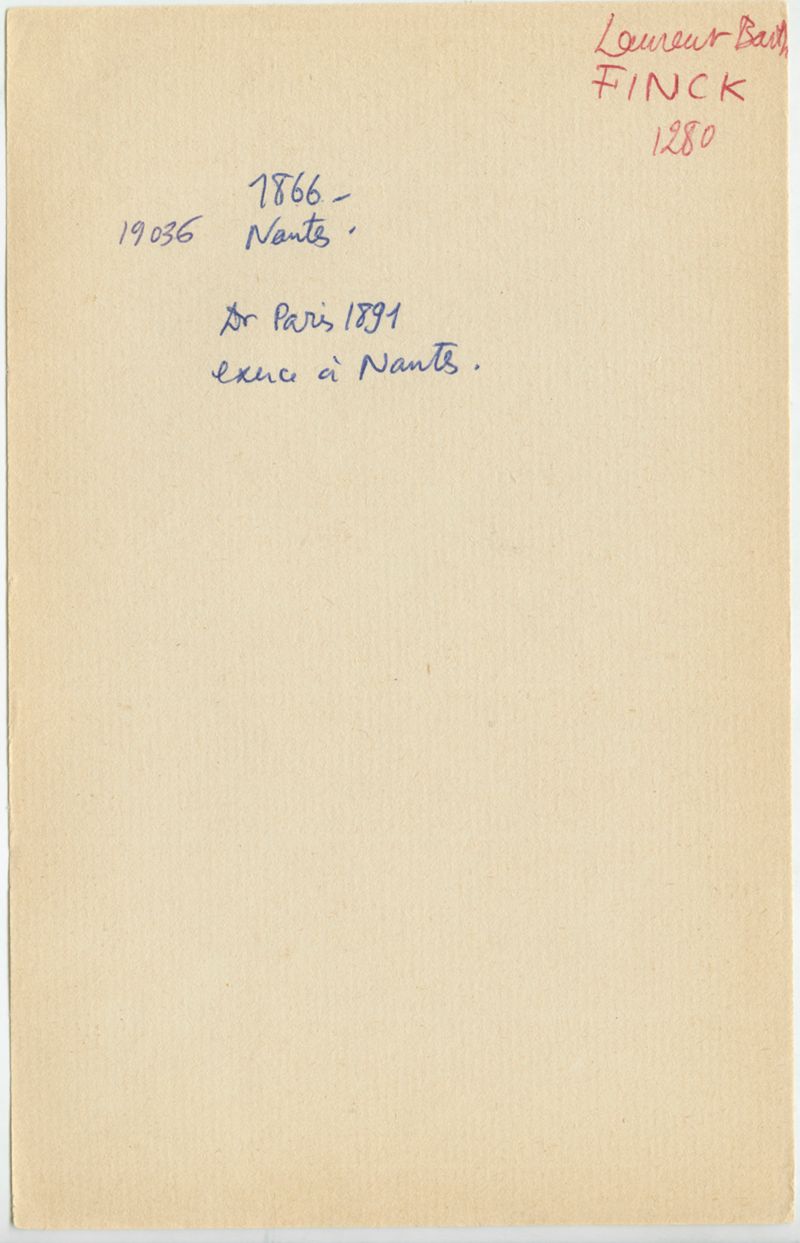 Laurent Barth
FINCK
1280
1866 -
19036 Nantes.
Dr Paris 1891
exerce à Nantes.